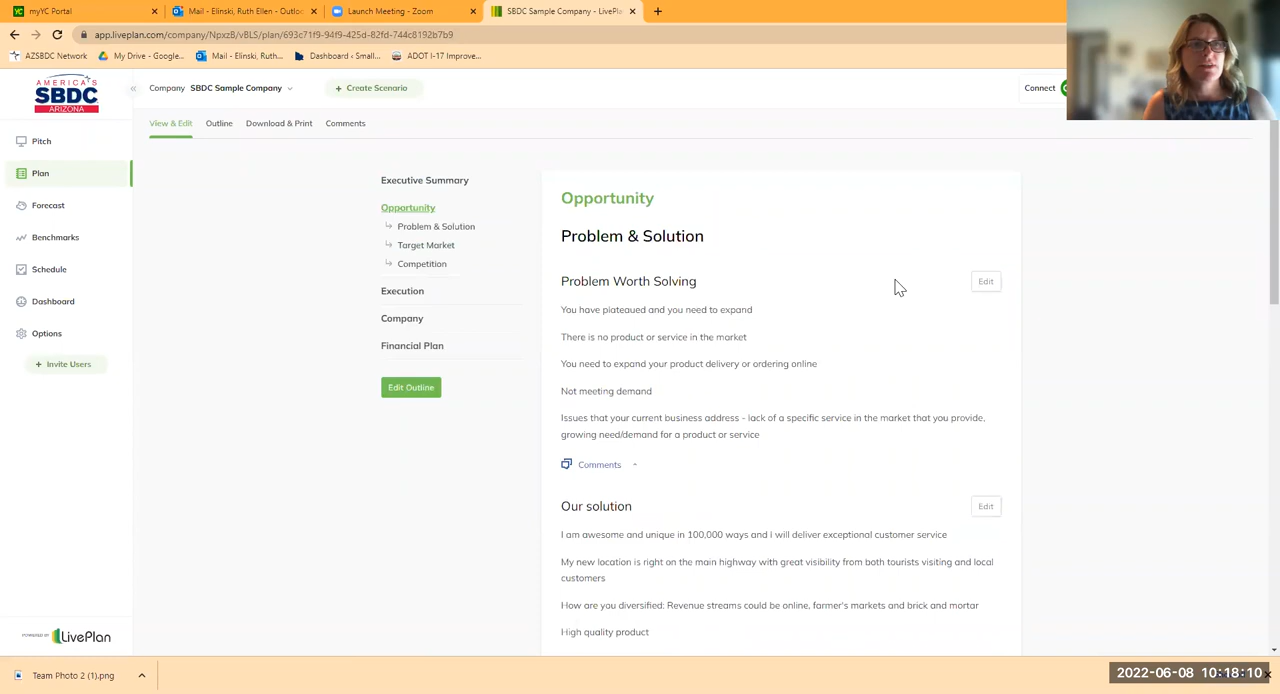 myYC Portal
Mail - Elinski, Ruth Ellen - Outloo
Launch Meeting - Zoom
SBDC Sample Company - LivePla
app.liveplan.com/company/NpxzB/vBLS/plan/693c71f9-94f9-425d-82fd-744c8192b7b9
AZSBDC Network
My Drive - Google...
Mail - Elinski, Ruth...
Dashboard < Small...
ADOT I-17 Improve...
AMERICA'S
SBDC
ARIZONA
Company SBDC Sample Company
+ Create Scenario
Connect
View & Edit
Outline
Download & Print
Comments
Pitch
Plan
Forecast
Benchmarks
Schedule
Dashboard
Options
+ Invite Users
Executive Summary
Opportunity
Problem & Solution
Target Market
Competition
Execution
Company
Financial Plan
Edit Outline
Opportunity
Problem & Solution
Problem Worth Solving
Edit
You have plateaued and you need to expand
There is no product or service in the market
You need to expand your product delivery or ordering online
Not meeting demand
Issues that your current business address - lack of a specific service in the market that you provide,
growing need/demand for a product or service
Comments
Our solution
Edit
I am awesome and unique in 100,000 ways and I will deliver exceptional customer service
My new location is right on the main highway with great visibility from both tourists visiting and local
customers
How are you diversified: Revenue streams could be online, farmer's markets and brick and mortar
High quality product
POWERED BY LivePlan
Team Photo 2 (1).png
2022-06-08 10:18:10